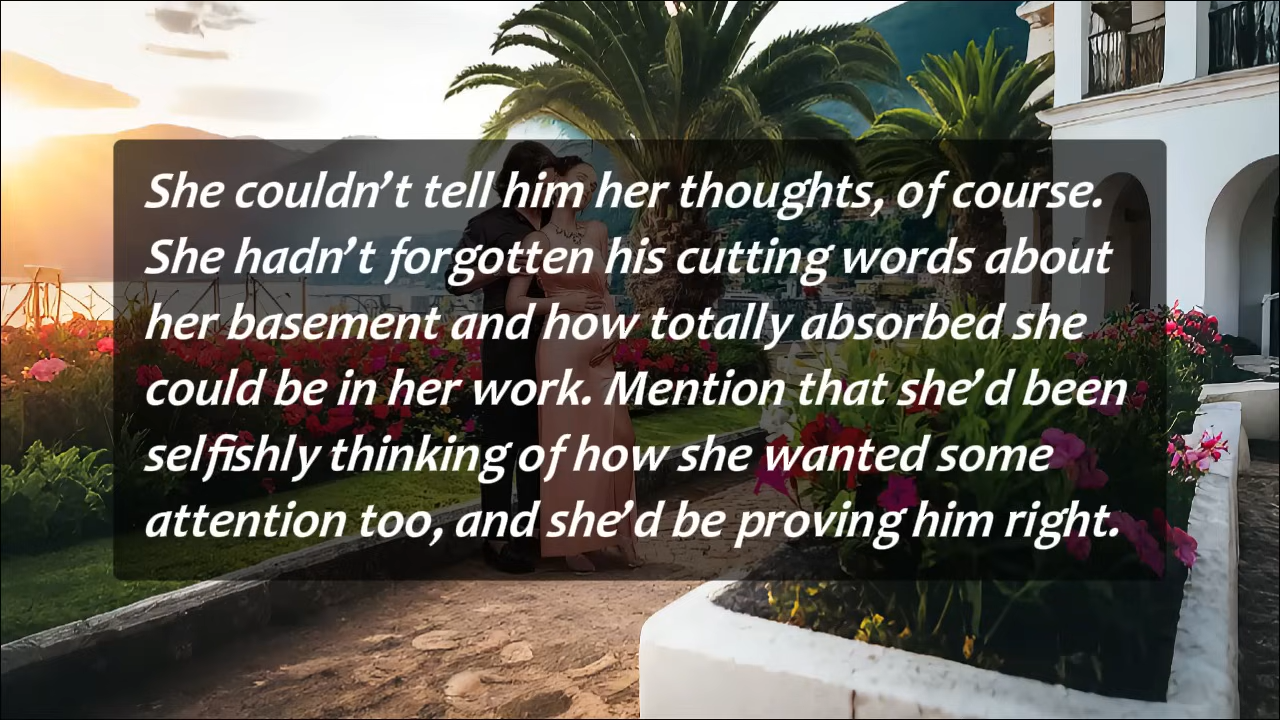 She couldn’t tell him her thoughts, of course.
She hadn’t forgotten his cutting words about
her basement and how totally absorbed she
could be in her work. Mention that she’d been
selfishly thinking of how she wanted some
attention too, and she’d be proving him right.